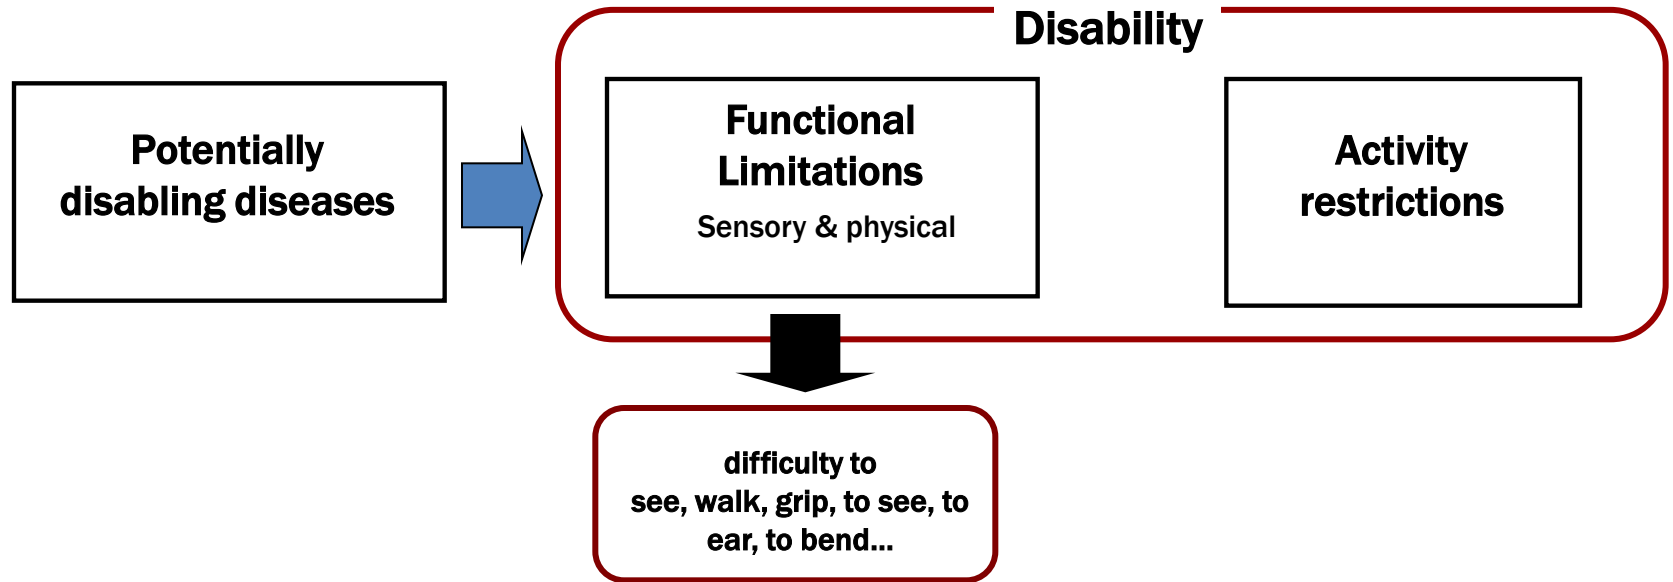 Disability
Potentially
disabling diseases
Functional
Limitations
Sensory & physical
Activity
restrictions
difficulty to
see, walk, grip, to see, to
ear, to bend...